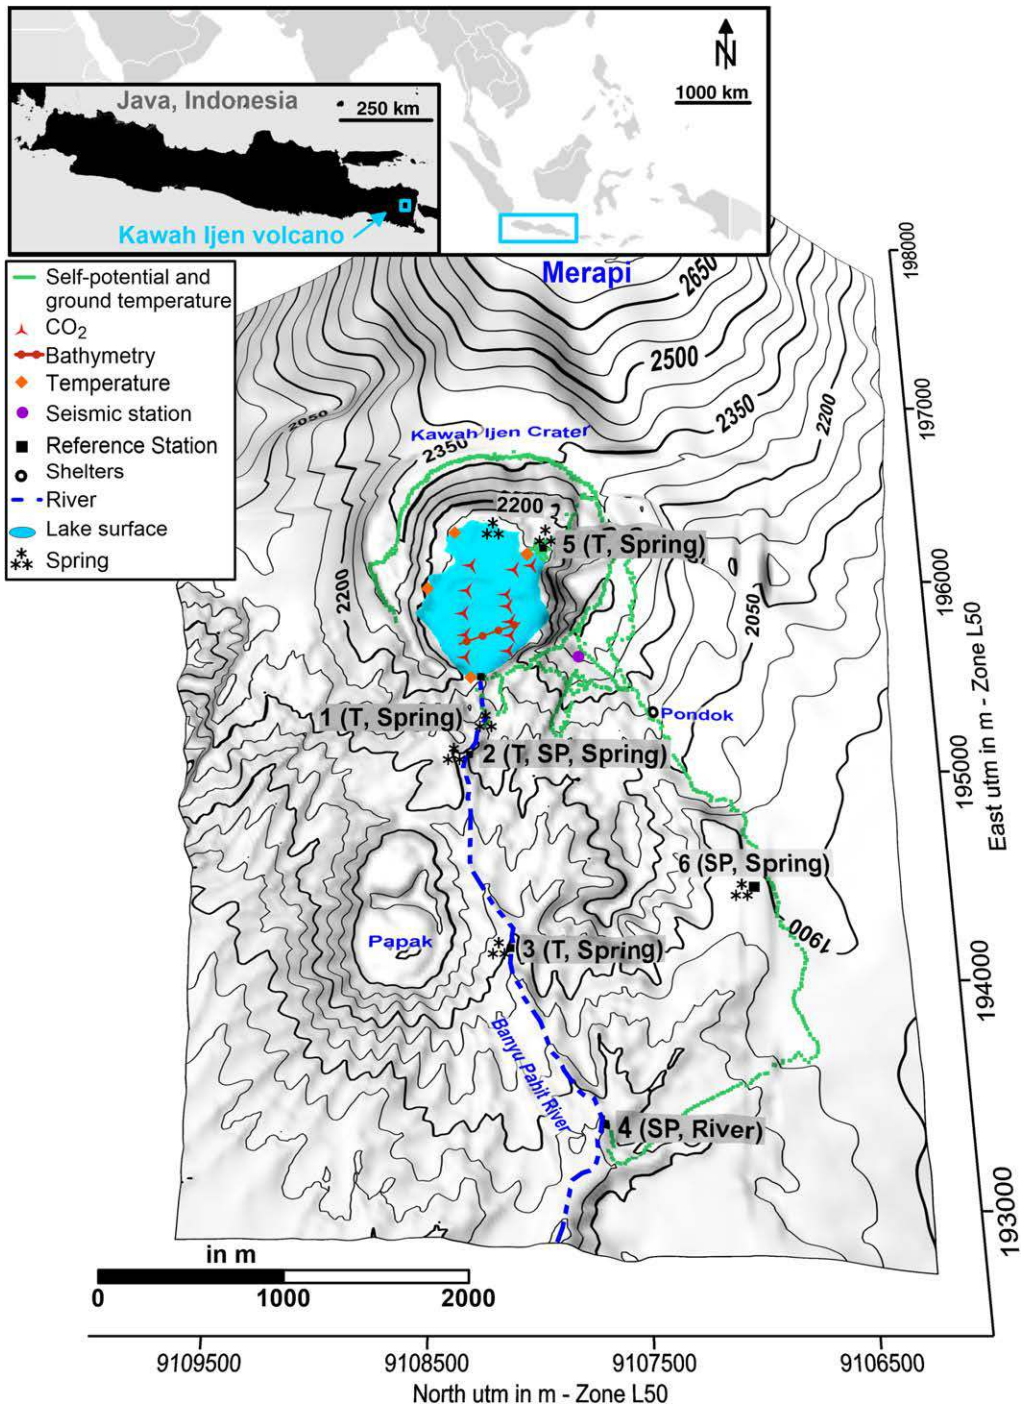 N
1000 km
Java, Indonesia
250 km
Kawah Ijen volcano
Merapi
Self-potential and
ground temperature
CO₂
Bathymetry
Temperature
Seismic station
Reference Station
Shelters
River
Lake surface
Spring
2650
2500
2350
2200
2050
Kawah Ijen Crater
2350
2200
2200
2050
5 (T, Spring)
1 (T, Spring)
Pondok
2 (T, SP, Spring)
6 (SP, Spring)
1900
Papak
3 (T, Spring)
Banyu Pahit River
4 (SP, River)
198000
197000
196000
195000
194000
193000
East utm in m - Zone L50
in m
0 1000 2000
9109500 9108500 9107500 9106500
North utm in m - Zone L50